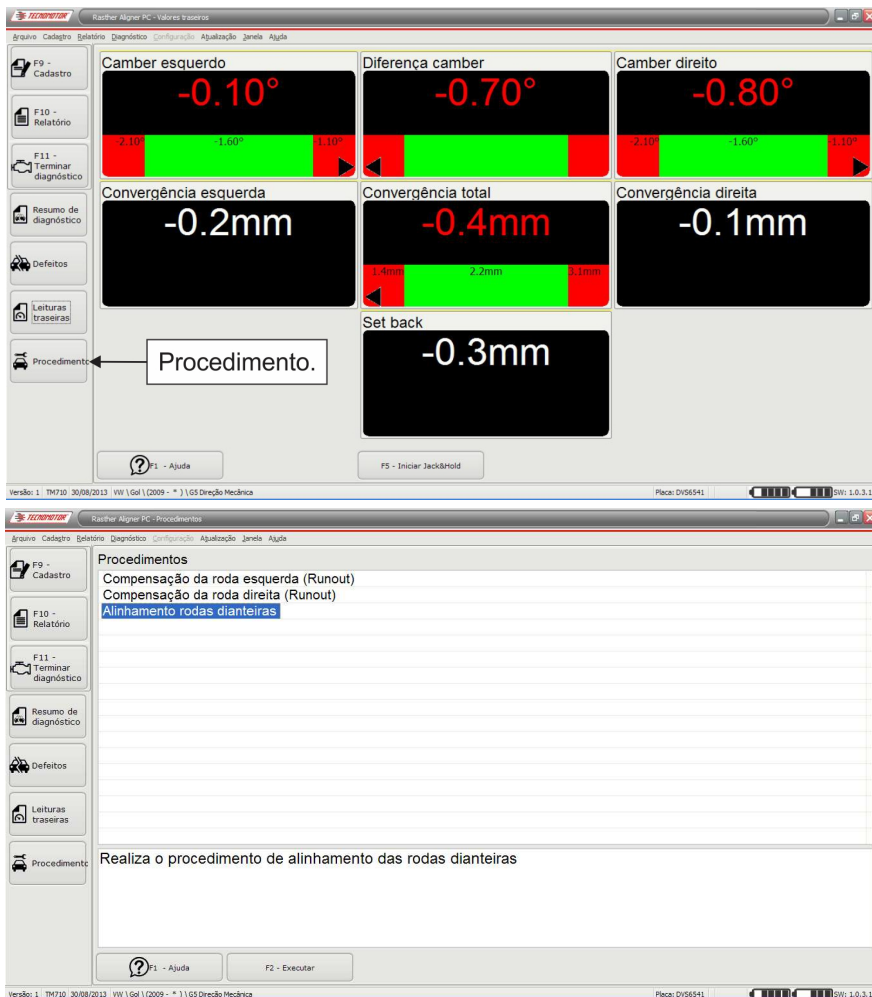 TECNOMOTOR
Rasther Aligner PC - Valores traseiros
Arquivo Cadastro Relatório Diagnóstico Configuração Atualização Janela Ajuda
F9 -
Cadastro
F10 -
Relatório
F11 -
Terminar
diagnóstico
Resumo de
diagnóstico
Defeitos
Leituras
traseiras
Procedimento
Camber esquerdo
-0.10°
-2.10° -1.60° -1.10°
Diferença camber
-0.70°
Camber direito
-0.80°
-2.10° -1.60° -1.10°
Convergência esquerda
-0.2mm
Convergência total
-0.4mm
1.4mm 2.2mm 3.1mm
Convergência direita
-0.1mm
Set back
-0.3mm
Procedimento.
F1 - Ajuda
F5 - Iniciar Jack&Hold
Versão: 1 TM710 30/08/2013 VW \ Gol \ (2009 - * ) \ G5 Direção Mecânica Placa: DVS6541 SW: 1.0.3.1
TECNOMOTOR
Rasther Aligner PC - Procedimentos
Arquivo Cadastro Relatório Diagnóstico Configuração Atualização Janela Ajuda
F9 -
Cadastro
F10 -
Relatório
F11 -
Terminar
diagnóstico
Resumo de
diagnóstico
Defeitos
Leituras
traseiras
Procedimento
Procedimentos
Compensação da roda esquerda (Runout)
Compensação da roda direita (Runout)
Alinhamento rodas dianteiras
Realiza o procedimento de alinhamento das rodas dianteiras
F1 - Ajuda
F2 - Executar
Versão: 1 TM710 30/08/2013 VW \ Gol \ (2009 - * ) \ G5 Direção Mecânica Placa: DVS6541 SW: 1.0.3.1